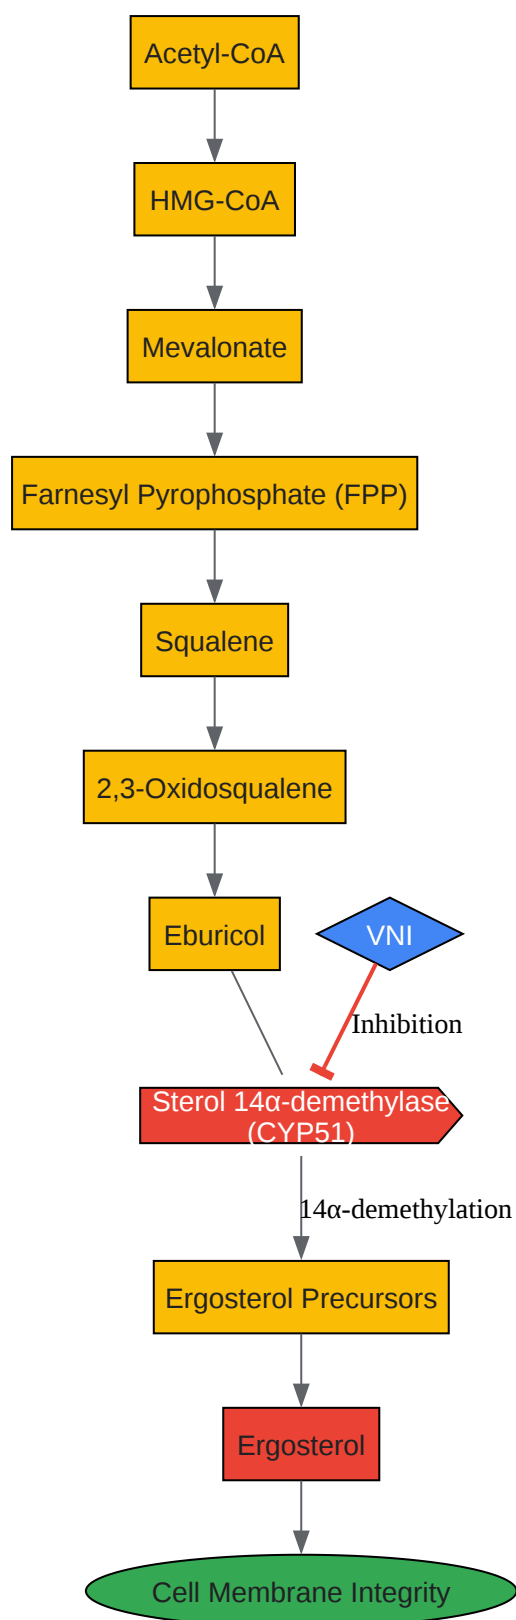 Acetyl-CoA
HMG-CoA
Mevalonate
Farnesyl Pyrophosphate (FPP)
Squalene
2,3-Oxidosqualene
Eburicol
VNI
Inhibition
Sterol 14α-demethylase
(CYP51)
14α-demethylation
Ergosterol Precursors
Ergosterol
Cell Membrane Integrity